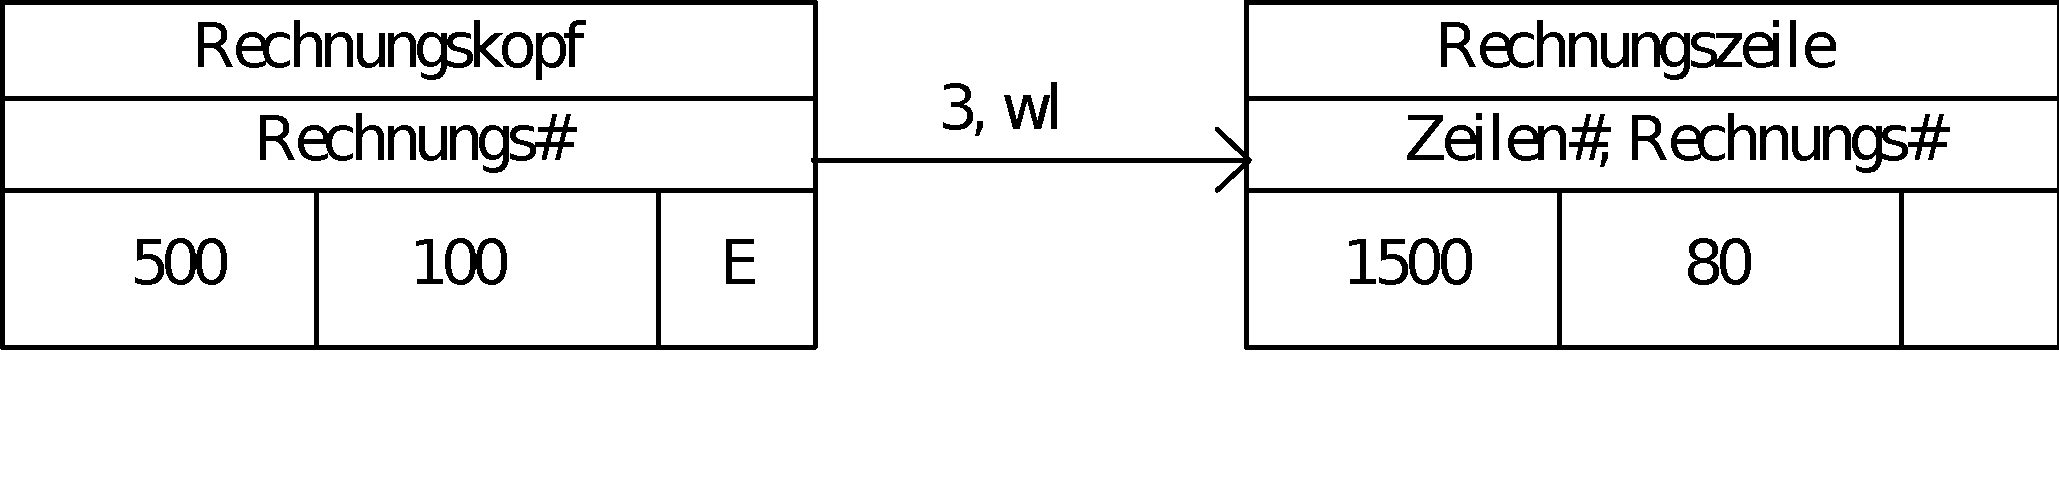 Rechnungskopf
Rechnungs#
500 100 E
3, wl
Rechnungszeile
Zeilen#, Rechnungs#
1500 80